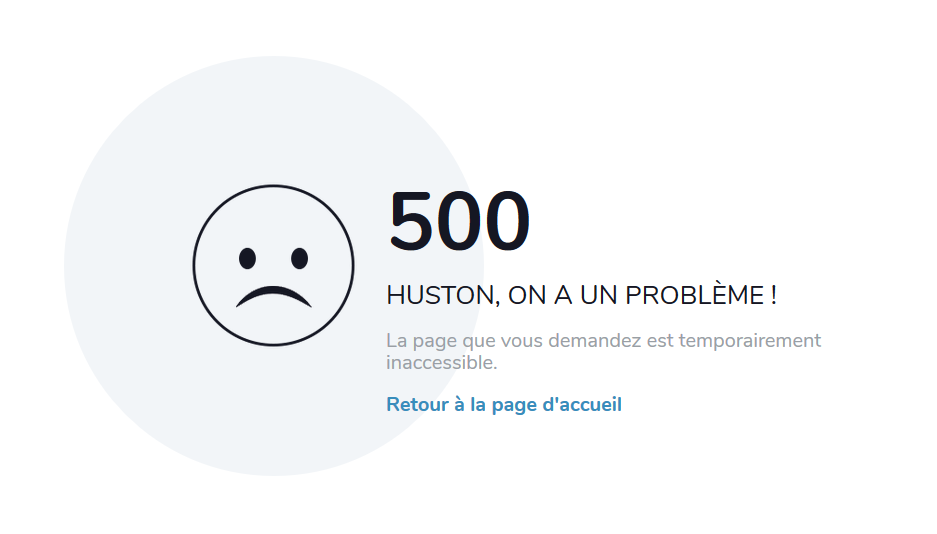 500
HUSTON, ON A UN PROBLÈME !
La page que vous demandez est temporairement
inaccessible.
Retour à la page d'accueil